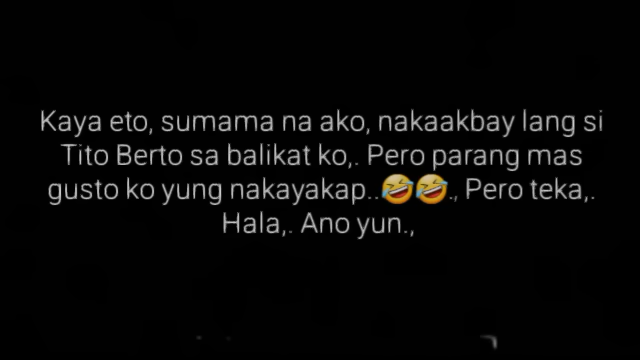 Kaya eto, sumama na ako, nakaakbay lang si
Tito Berto sa balikat ko,. Pero parang mas
gusto ko yung nakayakap..🤣🤣., Pero teka,.
Hala,. Ano yun.,